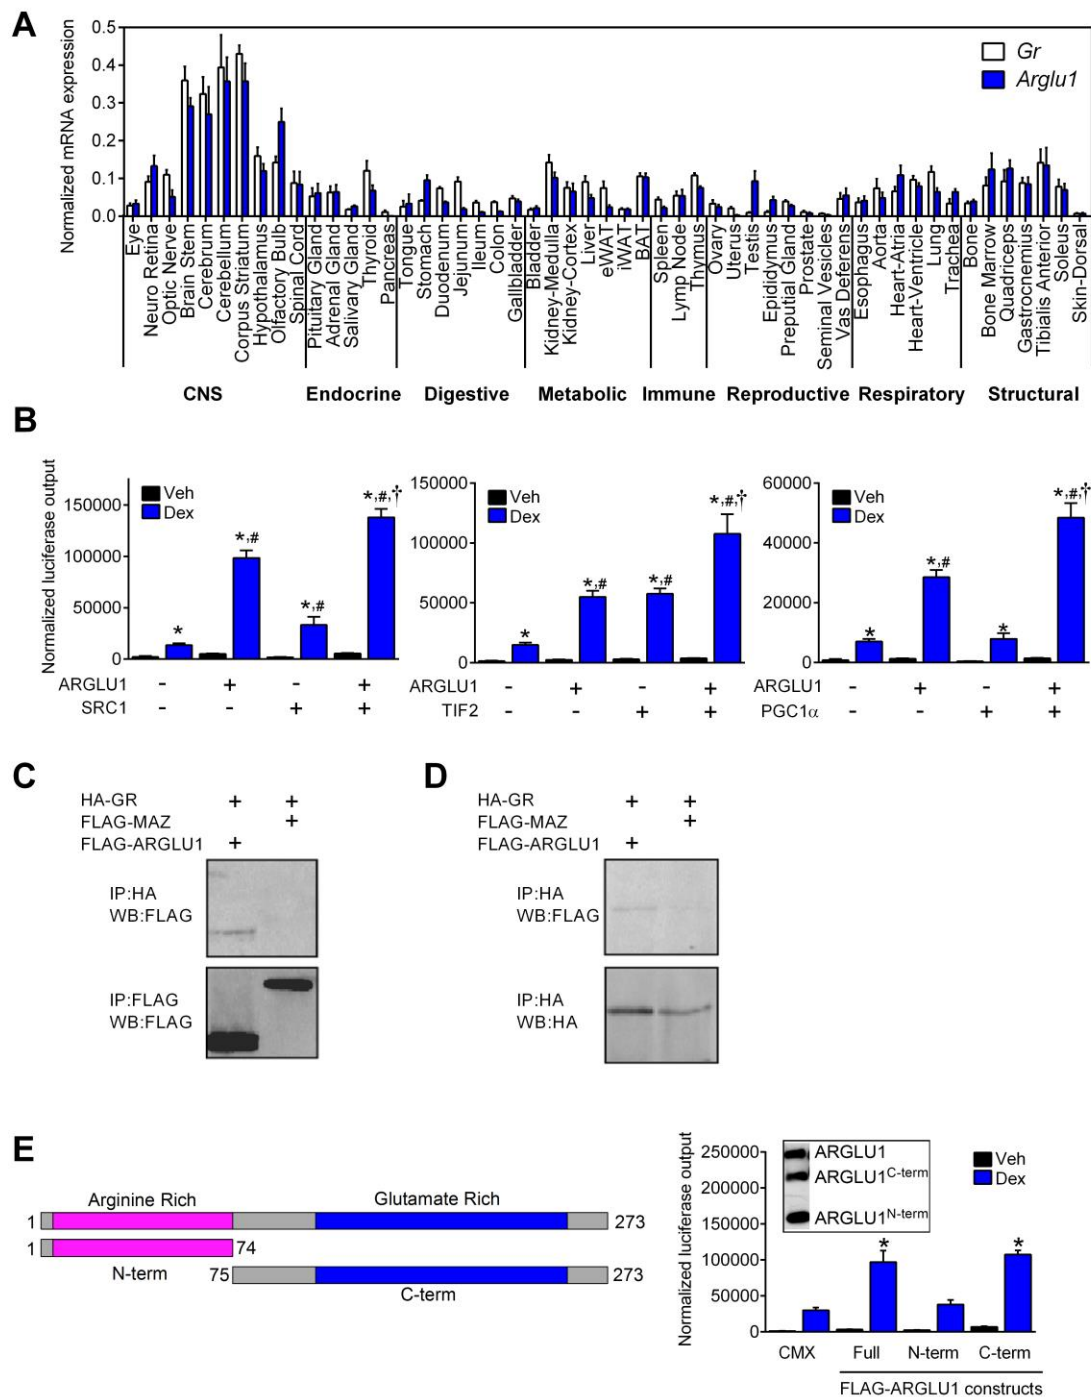 A
Normalized mRNA expression
0.5
0.4
0.3
0.2
0.1
0.0
Gr
Arglu1
Eye
Neuro Retina
Optic Nerve
Brain Stem
Cerebrum
Cerebellum
Corpus Striatum
Hypothalamus
Olfactory Bulb
Spinal Cord
Pituitary Gland
Adrenal Gland
Salivary Gland
Thyroid
Pancreas
Tongue
Stomach
Duodenum
Jejunum
Ileum
Colon
Gallbladder
Bladder
Kidney-Medulla
Kidney-Cortex
Liver
eWAT
iWAT
BAT
Spleen
Lymp Node
Thymus
Ovary
Uterus
Testis
Epididymus
Preputial Gland
Prostate
Seminal Vesicles
Vas Deferens
Esophagus
Aorta
Heart-Atria
Heart-Ventricle
Lung
Trachea
Bone
Bone Marrow
Quadriceps
Gastrocnemius
Tibialis Anterior
Soleus
Skin-Dorsal
CNS Endocrine Digestive Metabolic Immune Reproductive Respiratory Structural
B
Normalized luciferase output
150000
100000
50000
0
Veh
Dex
*
*,#
*,#
*,#,†
ARGLU1 - + - +
SRC1 - - + +
150000
100000
50000
0
Veh
Dex
*
*,#
*,#
*,#,†
ARGLU1 - + - +
TIF2 - - + +
60000
40000
20000
0
Veh
Dex
*
*,#
*
*,#,†
ARGLU1 - + - +
PGC1α - - + +
C
HA-GR + +
FLAG-MAZ +
FLAG-ARGLU1 +
IP:HA
WB:FLAG
IP:FLAG
WB:FLAG
D
HA-GR + +
FLAG-MAZ +
FLAG-ARGLU1 +
IP:HA
WB:FLAG
IP:HA
WB:HA
E
Arginine Rich Glutamate Rich
1 273
1 74
N-term 75 273
C-term
Normalized luciferase output
250000
200000
150000
100000
50000
0
ARGLU1
ARGLU1C-term
ARGLU1N-term
Veh
Dex
* *
CMX Full N-term C-term
FLAG-ARGLU1 constructs